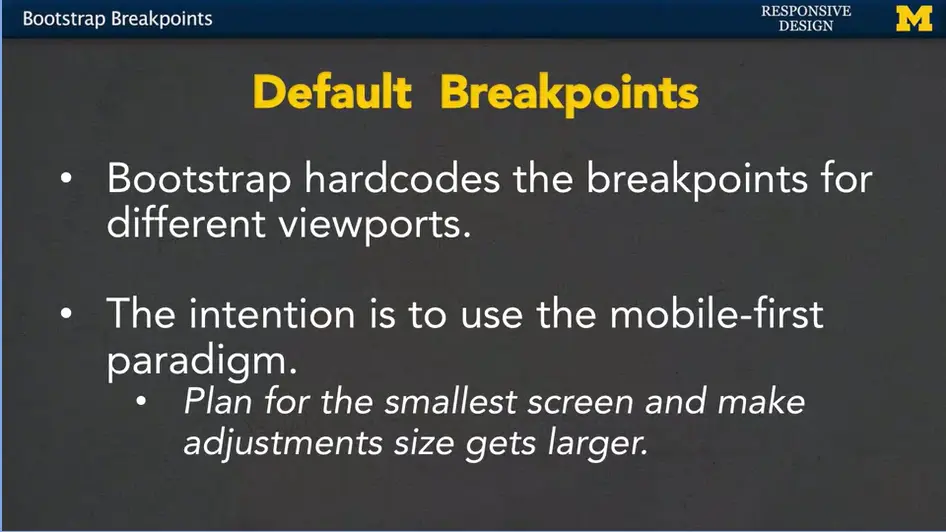 Bootstrap Breakpoints
RESPONSIVE
DESIGN
M
Default Breakpoints
• Bootstrap hardcodes the breakpoints for
different viewports.
• The intention is to use the mobile-first
paradigm.
• Plan for the smallest screen and make
adjustments size gets larger.